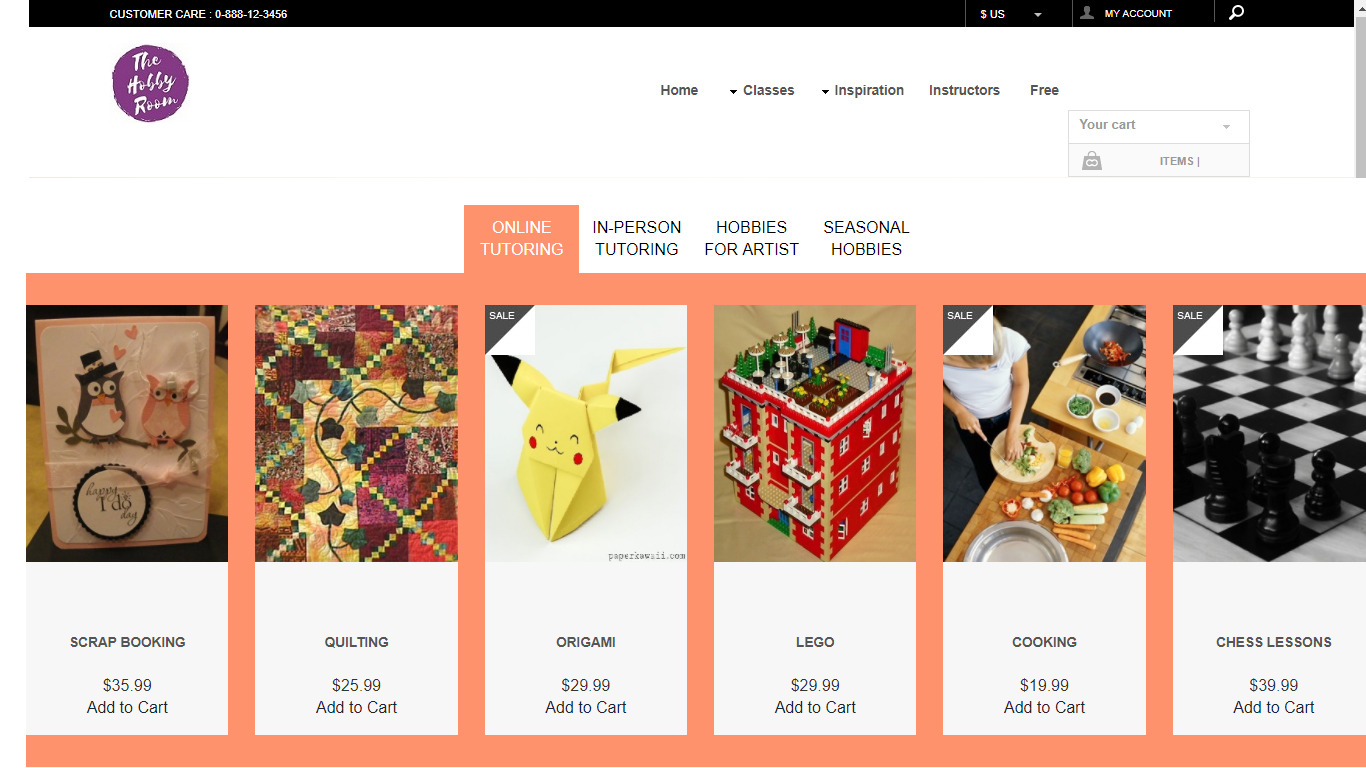 CUSTOMER CARE : 0-888-12-3456
$ US
MY ACCOUNT
The
Hobby
Room
Home
Classes
Inspiration
Instructors
Free
Your cart
ITEMS |
ONLINE
TUTORING
IN-PERSON
TUTORING
HOBBIES
FOR ARTIST
SEASONAL
HOBBIES
happy
I do
day
SALE
paperkawaii.com
SALE
SALE
SCRAP BOOKING
$35.99
Add to Cart
QUILTING
$25.99
Add to Cart
ORIGAMI
$29.99
Add to Cart
LEGO
$29.99
Add to Cart
COOKING
$19.99
Add to Cart
CHESS LESSONS
$39.99
Add to Cart